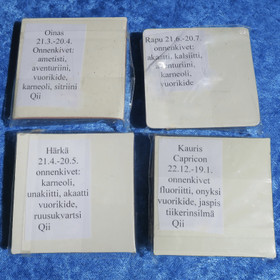 Oinas
21.3.-20.4.
Onnenkivet:
ametisti,
aventuriini,
vuorikide,
karneoli, sitriini
Qii
Rapu 21.6.-20.7.
onnenkivet:
akaatti, kalsiitti,
aventuriini,
karneoli,
vuorikide
Härkä
21.4.-20.5.
onnenkivet:
karneoli,
unakiitti, akaatti
vuorikide,
ruusukvartsi
Qii
Kauris
Capricon
22.12.-19.1.
onnenkivet
fluoriitti, onyksi
vuorikide, jaspis
tiikerinsilmä
Qii